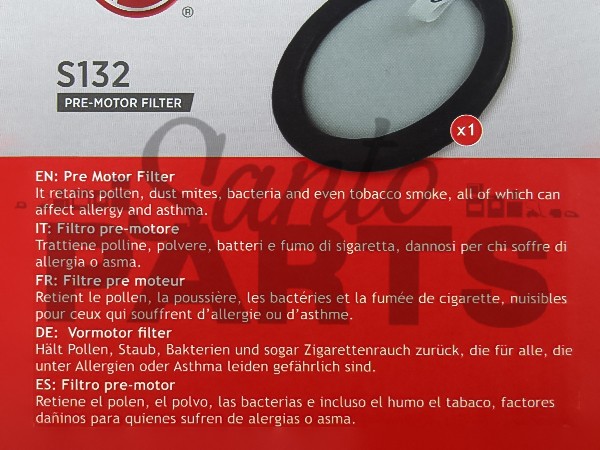 ®
S132
PRE-MOTOR FILTER
x1
EN: Pre Motor Filter
It retains pollen, dust mites, bacteria and even tobacco smoke, all of which can
affect allergy and asthma.
IT: Filtro pre-motore
Trattiene polline, polvere, batteri e fumo di sigaretta, dannosi per chi soffre di
allergia o asma.
FR: Filtre pre moteur
Retient le pollen, la poussière, les bactéries et la fumée de cigarette, nuisibles
pour ceux qui souffrent d'allergie ou d'asthme.
DE: Vormotor filter
Hält Pollen, Staub, Bakterien und sogar Zigarettenrauch zurück, die für alle, die
unter Allergien oder Asthma leiden gefährlich sind.
ES: Filtro pre-motor
Retiene el polen, el polvo, las bacterias e incluso el humo el tabaco, factores
dañinos para quienes sufren de alergias o asma.
Santo
PARTS